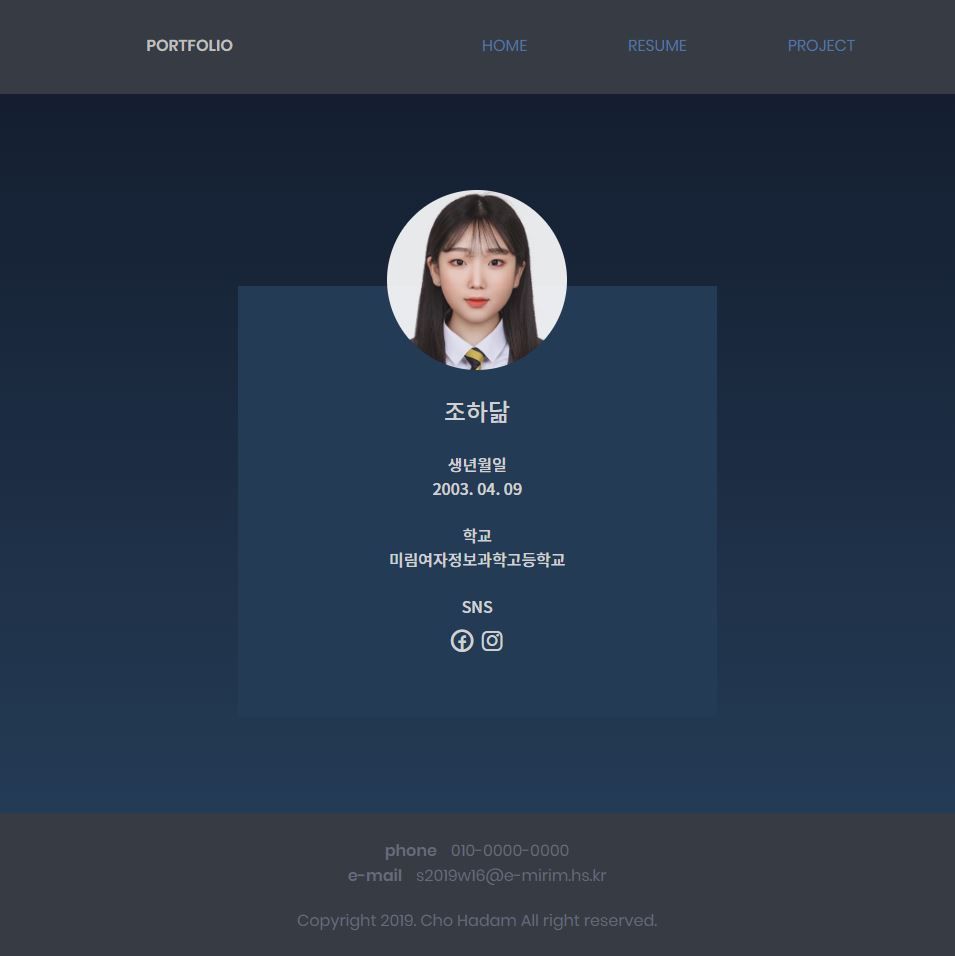 PORTFOLIO HOME RESUME PROJECT
조하닮
생년월일
2003. 04. 09
학교
미림여자정보과학고등학교
SNS
phone 010-0000-0000
e-mail s2019w16@e-mirim.hs.kr
Copyright 2019. Cho Hadam All right reserved.